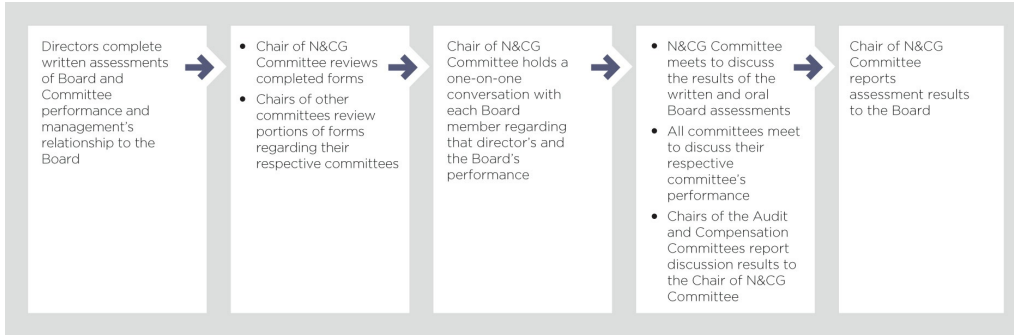 Directors complete
written assessments
of Board and
Committee
performance and
management's
relationship to the
Board
• Chair of N&CG
Committee reviews
completed forms
• Chairs of other
committees review
portions of forms
regarding their
respective committees
Chair of N&CG
Committee holds a
one-on-one
conversation with
each Board
member regarding
that director's and
the Board's
performance
• N&CG Committee
meets to discuss
the results of the
written and oral
Board assessments
• All committees meet
to discuss their
respective
committee's
performance
• Chairs of the Audit
and Compensation
Committees report
discussion results to
the Chair of N&CG
Committee
Chair of N&CG
Committee
reports
assessment results
to the Board